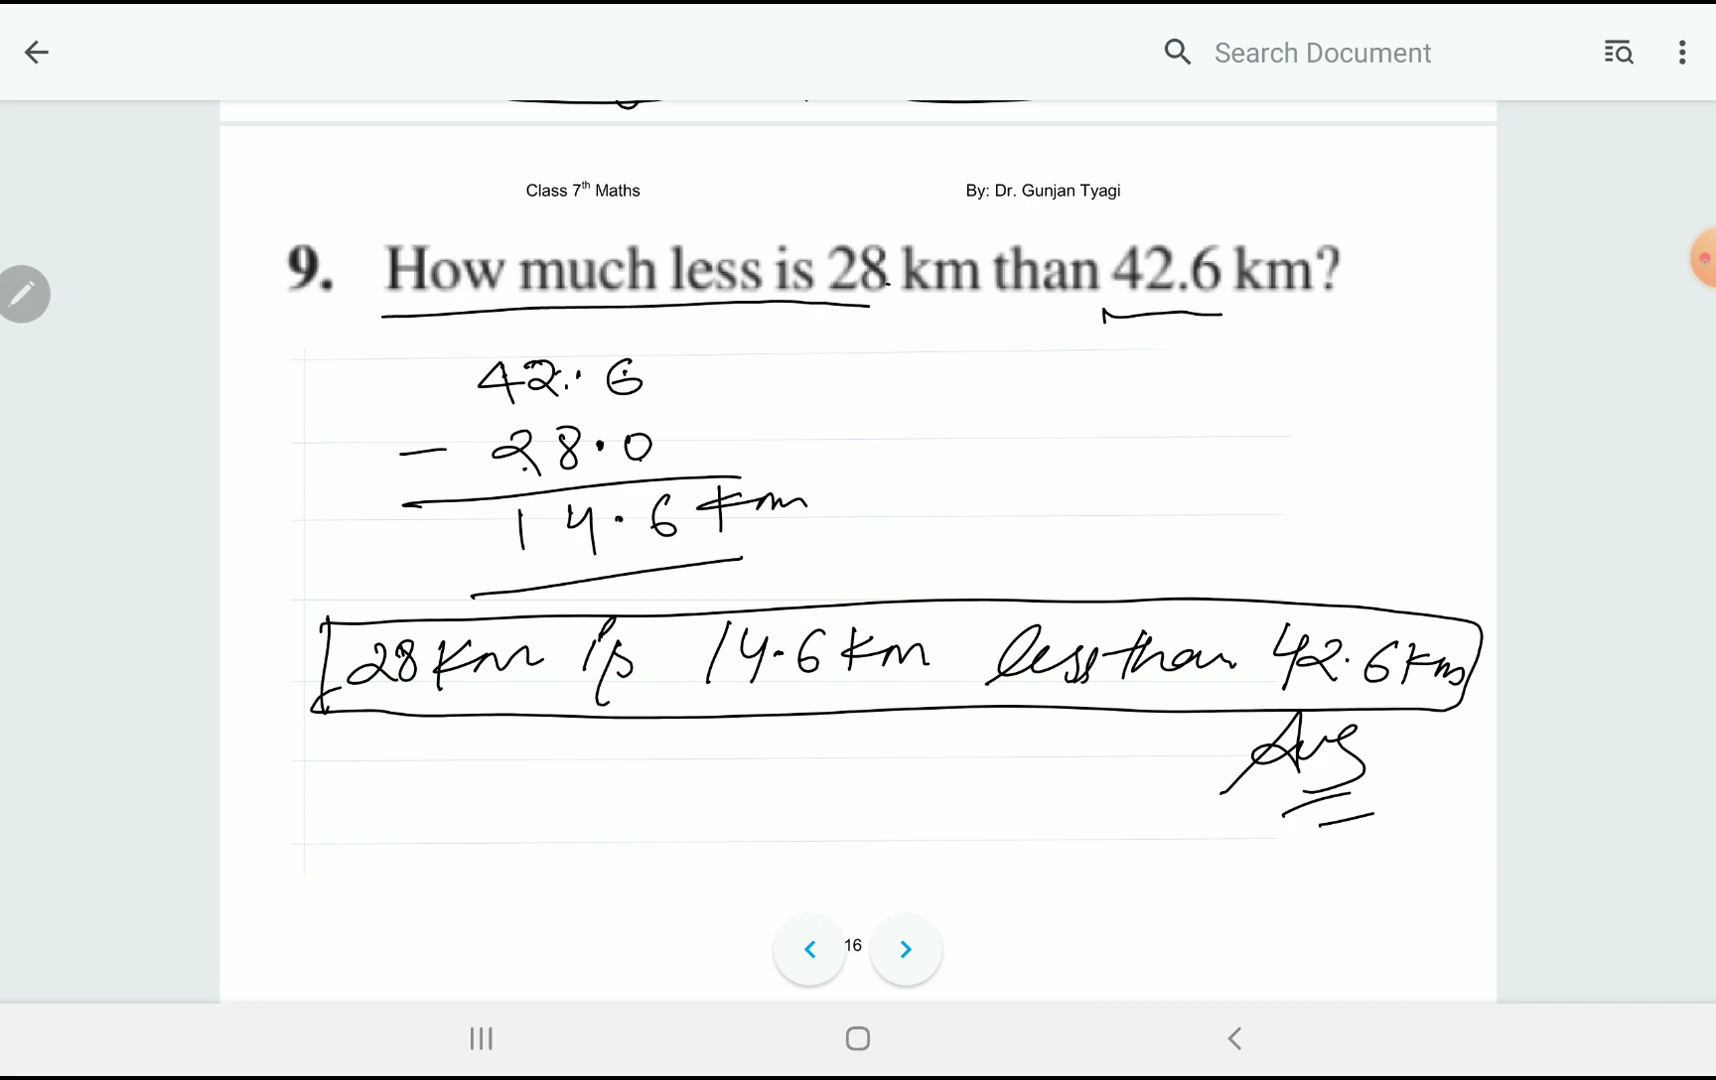 Search Document
Class 7th Maths By: Dr. Gunjan Tyagi
9. How much less is 28 km than 42.6 km?
42.6
- 28.0
14.6 Km
28 Km is 14.6 Km less than 42.6 Km
Ans
16